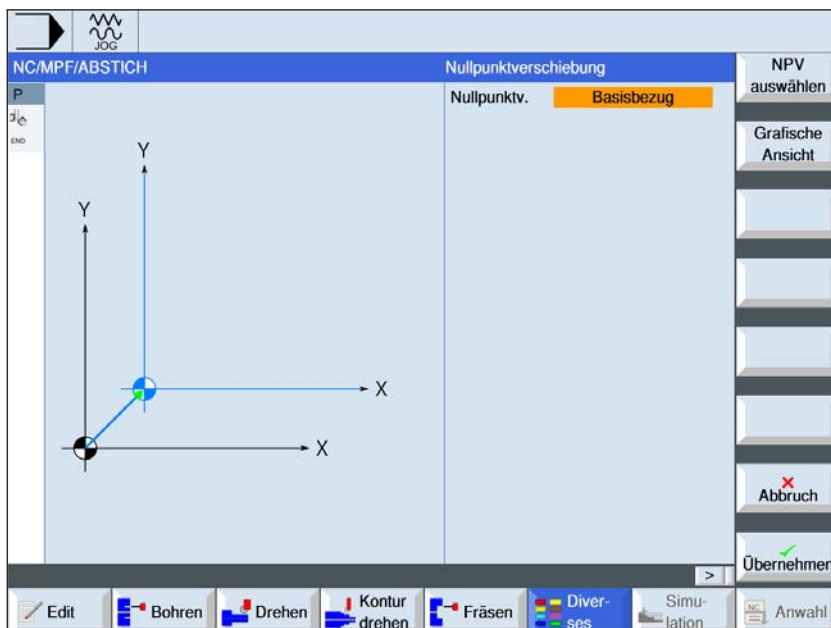 JOG
NC/MPF/ABSTICH
Nullpunktverschiebung
P
END
Nullpunktv. Basisbezug
Y
Y
X
X
NPV
auswählen
Grafische
Ansicht
Abbruch
Übernehmen
>
Edit
Bohren
Drehen
Kontur
drehen
Fräsen
Diver-
ses
Simu-
lation
NC
Anwahl